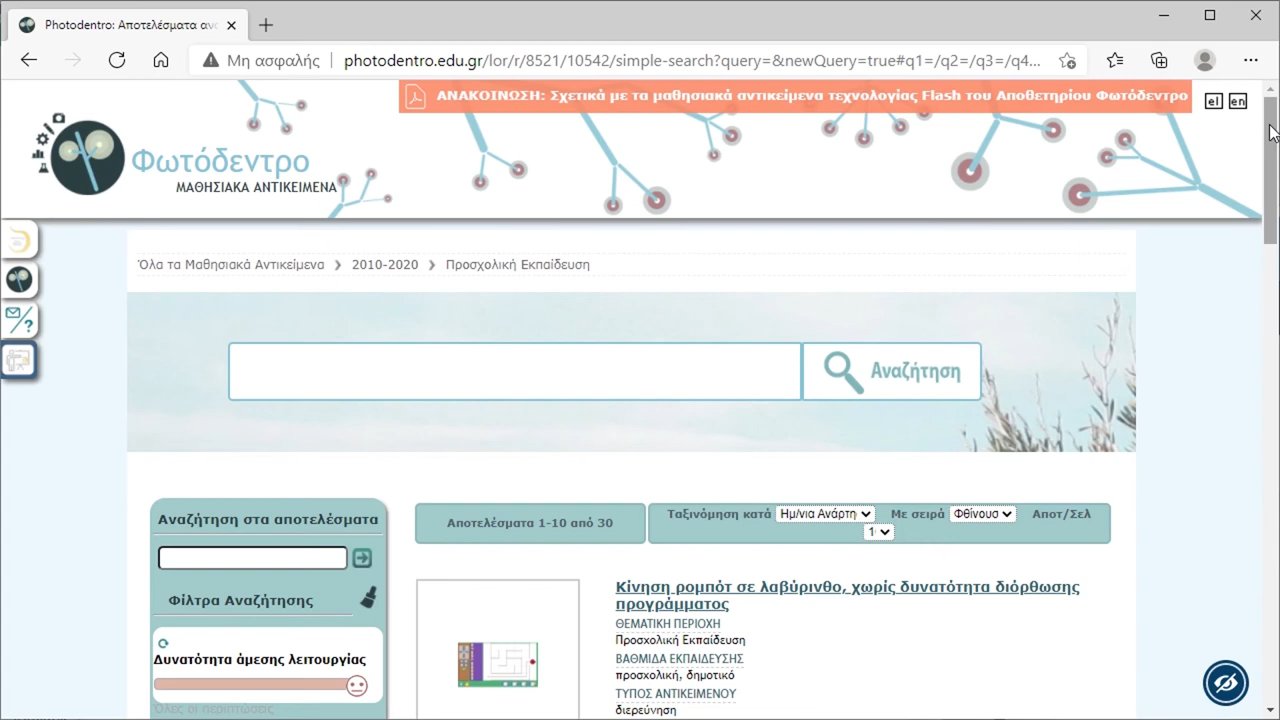 Photodentro: Αποτελέσματα ανα
Μη ασφαλής
photodentro.edu.gr/lor/r/8521/10542/simple-search?query=&newQuery=true#q1=/q2=/q3=/q4...
ΑΝΑΚΟΙΝΩΣΗ: Σχετικά με τα μαθησιακά αντικείμενα τεχνολογίας Flash του Αποθετηρίου Φωτόδεντρο
el en
Φωτόδεντρο
ΜΑΘΗΣΙΑΚΑ ΑΝΤΙΚΕΙΜΕΝΑ
Όλα τα Μαθησιακά Αντικείμενα > 2010-2020 > Προσχολική Εκπαίδευση
Αναζήτηση
Αναζήτηση στα αποτελέσματα
Φίλτρα Αναζήτησης
Δυνατότητα άμεσης λειτουργίας
Όλες οι περιπτώσεις
Αποτελέσματα 1-10 από 30
Ταξινόμηση κατά Ημ/νια Ανάρτη Με σειρά Φθίνουσ Αποτ/Σελ
1
Κίνηση ρομπότ σε λαβύρινθο, χωρίς δυνατότητα διόρθωσης
προγράμματος
ΘΕΜΑΤΙΚΗ ΠΕΡΙΟΧΗ
Προσχολική Εκπαίδευση
ΒΑΘΜΙΔΑ ΕΚΠΑΙΔΕΥΣΗΣ
προσχολική, δημοτικό
ΤΥΠΟΣ ΑΝΤΙΚΕΙΜΕΝΟΥ
διερεύνηση